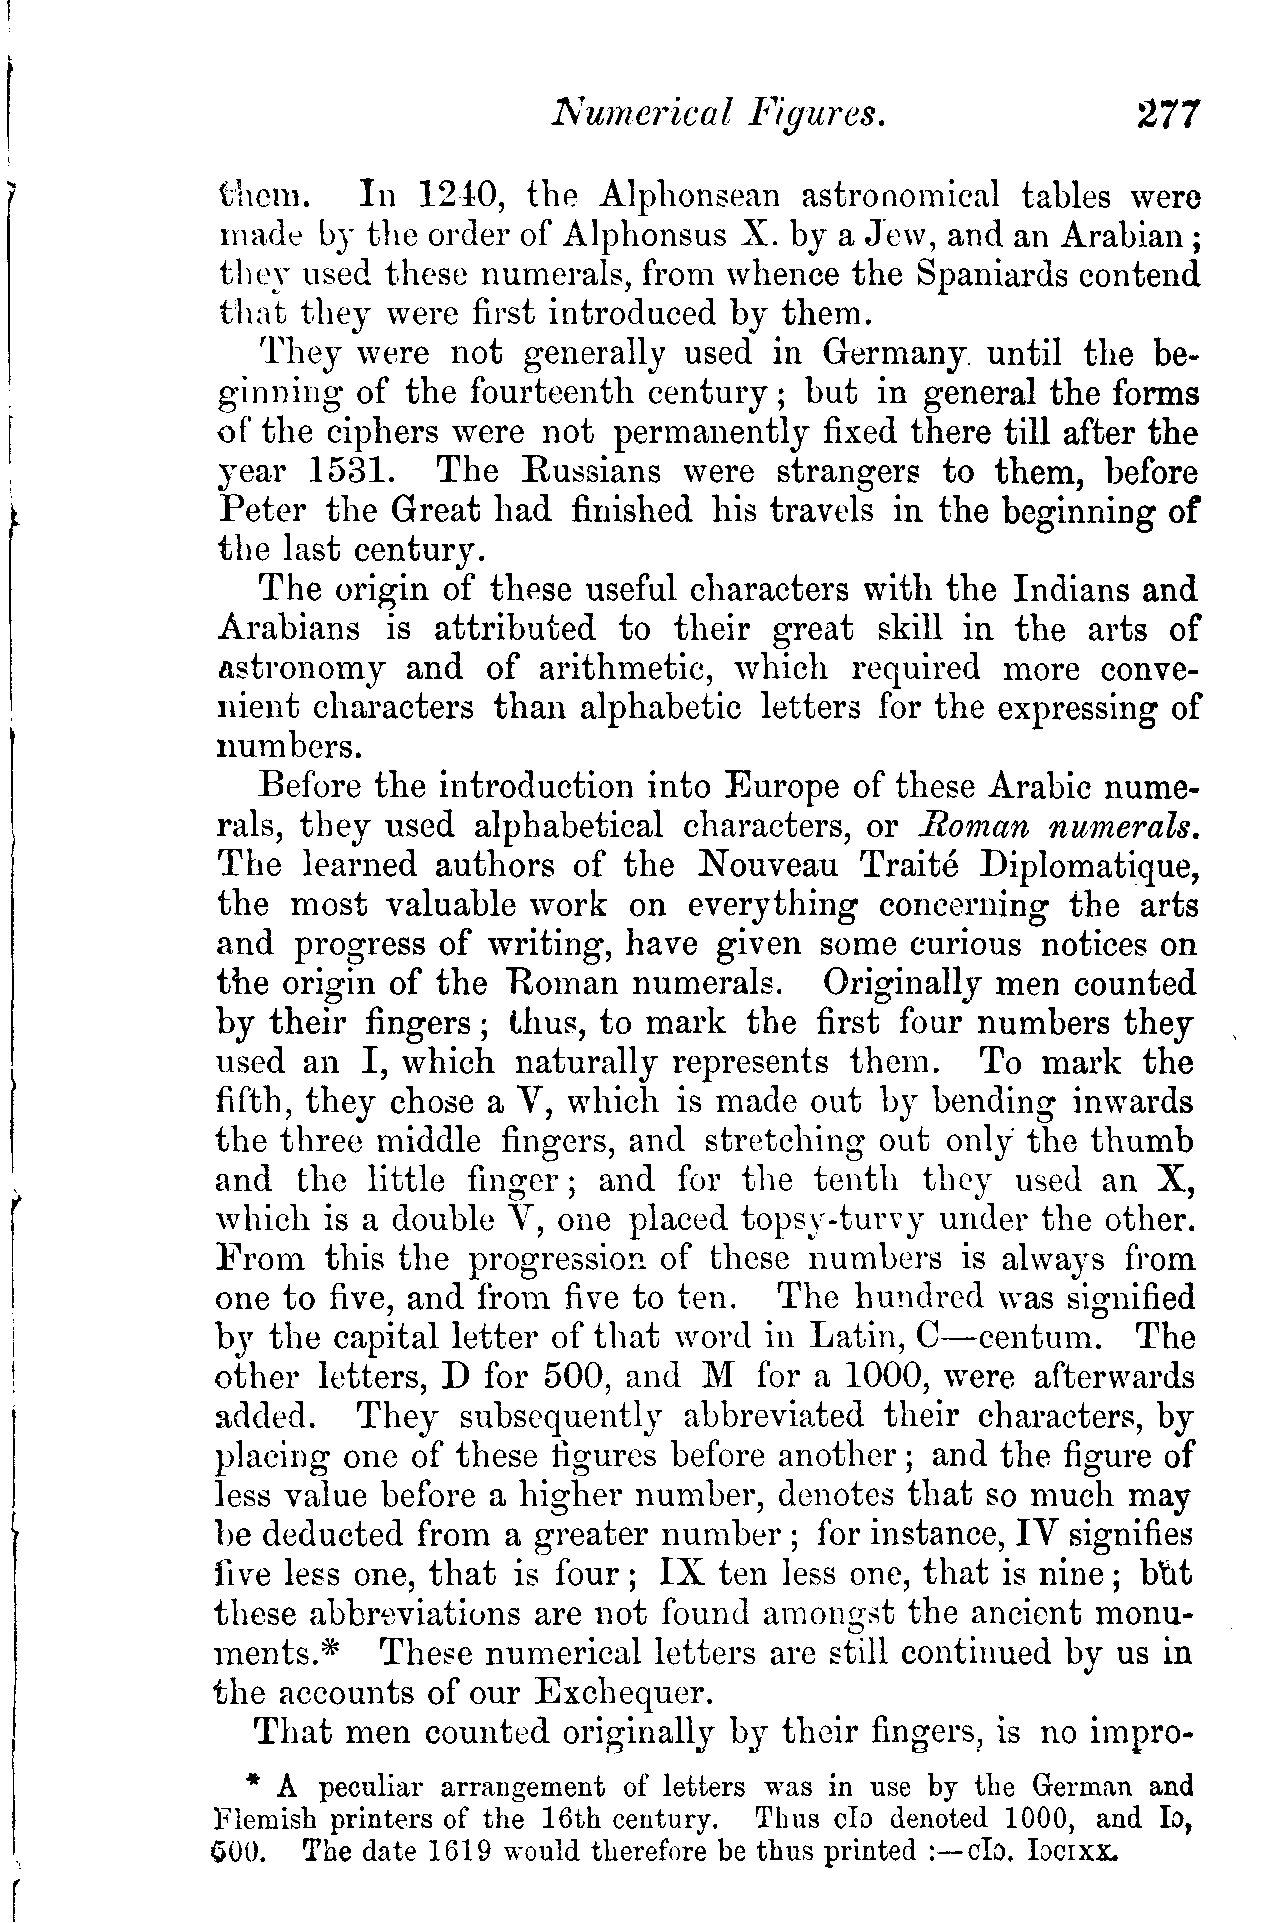 Numerical Figures. 277
them. In 1240, the Alphonsean astronomical tables were
made by the order of Alphonsus X. by a Jew, and an Arabian;
they used these numerals, from whence the Spaniards contend
that they were first introduced by them.
They were not generally used in Germany until the be-
ginning of the fourteenth century; but in general the forms
of the ciphers were not permanently fixed there till after the
year 1531. The Russians were strangers to them, before
Peter the Great had finished his travels in the beginning of
the last century.
The origin of these useful characters with the Indians and
Arabians is attributed to their great skill in the arts of
astronomy and of arithmetic, which required more conve-
nient characters than alphabetic letters for the expressing of
numbers.
Before the introduction into Europe of these Arabic nume-
rals, they used alphabetical characters, or Roman numerals.
The learned authors of the Nouveau Traité Diplomatique,
the most valuable work on everything concerning the arts
and progress of writing, have given some curious notices on
the origin of the Roman numerals. Originally men counted
by their fingers; thus, to mark the first four numbers they
used an I, which naturally represents them. To mark the
fifth, they chose a V, which is made out by bending inwards
the three middle fingers, and stretching out only the thumb
and the little finger; and for the tenth they used an X,
which is a double V, one placed topsy-turvy under the other.
From this the progression of these numbers is always from
one to five, and from five to ten. The hundred was signified
by the capital letter of that word in Latin, C—centum. The
other letters, D for 500, and M for a 1000, were afterwards
added. They subsequently abbreviated their characters, by
placing one of these figures before another; and the figure of
less value before a higher number, denotes that so much may
be deducted from a greater number; for instance, IV signifies
five less one, that is four; IX ten less one, that is nine; but
these abbreviations are not found amongst the ancient monu-
ments.* These numerical letters are still continued by us in
the accounts of our Exchequer.
That men counted originally by their fingers, is no impro-
* A peculiar arrangement of letters was in use by the German and
Flemish printers of the 16th century. Thus cIↄ denoted 1000, and Iↄ,
500. The date 1619 would therefore be thus printed :—cIↄ. Iↄcıxx.